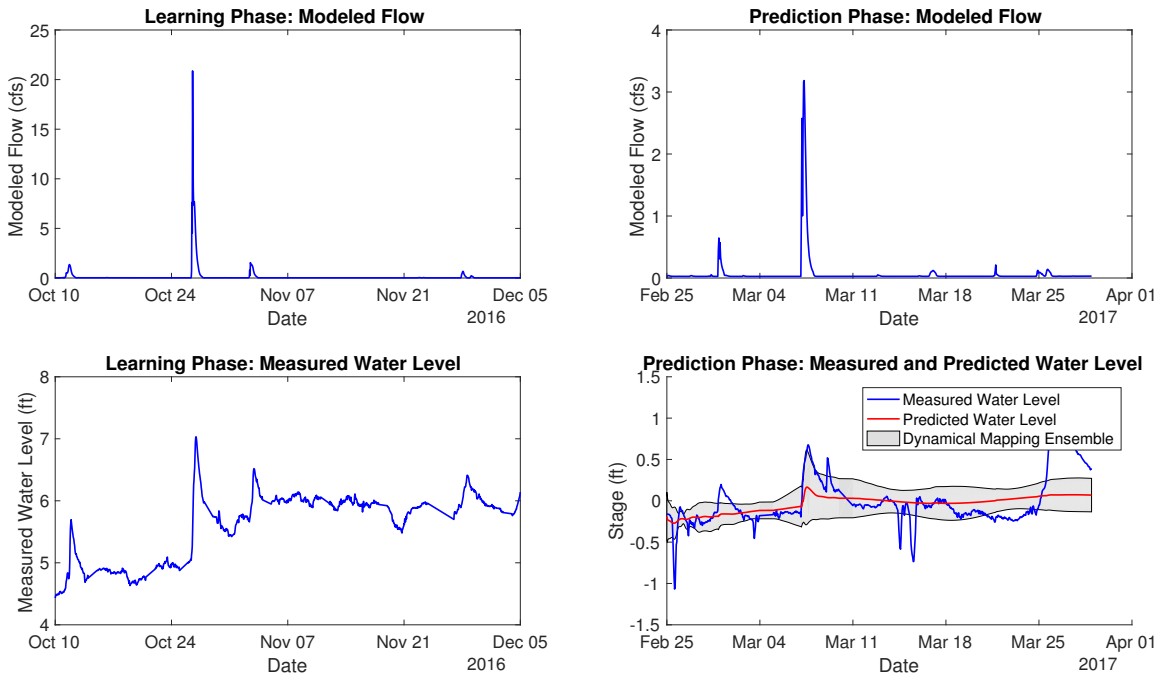 Learning Phase: Modeled Flow
Modeled Flow (cfs)
25
20
15
10
5
0
Oct 10
Oct 24
Nov 07
Nov 21
Dec 05
Date
2016
Prediction Phase: Modeled Flow
Modeled Flow (cfs)
4
3
2
1
0
Feb 25
Mar 04
Mar 11
Mar 18
Mar 25
Apr 01
Date
2017
Learning Phase: Measured Water Level
Measured Water Level (ft)
8
7
6
5
4
Oct 10
Oct 24
Nov 07
Nov 21
Dec 05
Date
2016
Prediction Phase: Measured and Predicted Water Level
Stage (ft)
1.5
1
0.5
0
-0.5
-1
-1.5
Measured Water Level
Predicted Water Level
Dynamical Mapping Ensemble
Feb 25
Mar 04
Mar 11
Mar 18
Mar 25
Apr 01
Date
2017